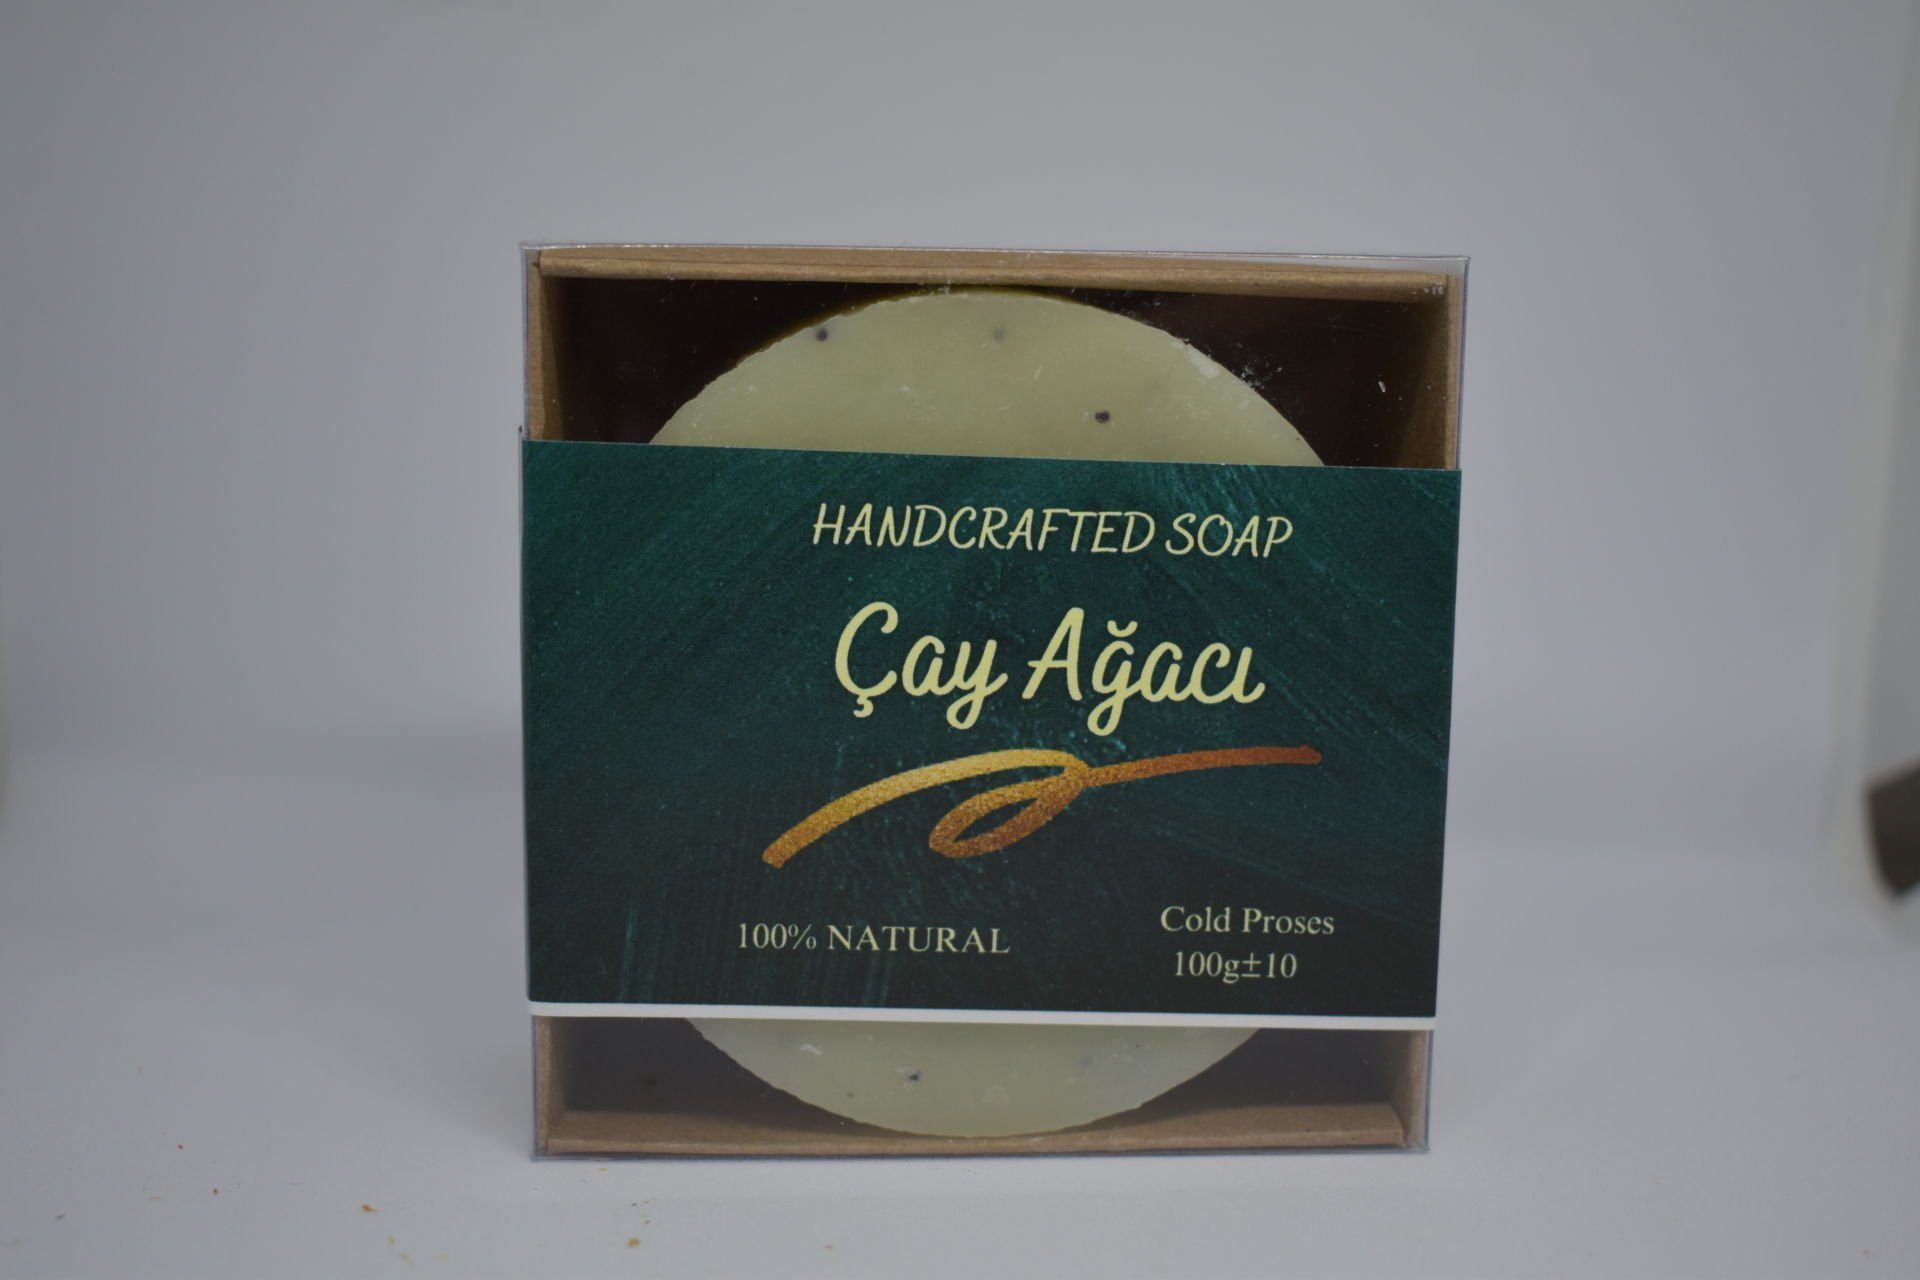 HANDCRAFTED SOAP
Çay Ağacı
100% NATURAL
Cold Proses
100g±10